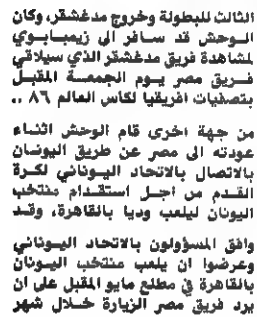 الثالث للبطولة وخروج مدغشقر، وكان
الوحش قد سافر الى زيمبابوي
لمشاهدة فريق مدغشقر الذي سيلاقي
فريق مصر يوم الجمعة المقبل
بتصفيات افريقيا لكاس العالم ٨٦ ..
من جهة اخرى قام الوحش اثناء
عودته الى مصر عن طريق اليونان
بالاتصال بالاتحاد اليوناني لكرة
القدم من اجل استقدام منتخب
اليونان ليلعب وديا بالقاهرة، وقد
وافق المسؤولون بالاتحاد اليوناني
وعرضوا ان يلعب منتخب اليونان
بالقاهرة في مطلع مايو المقبل على ان
يرد فريق مصر الزيارة خلال شهر